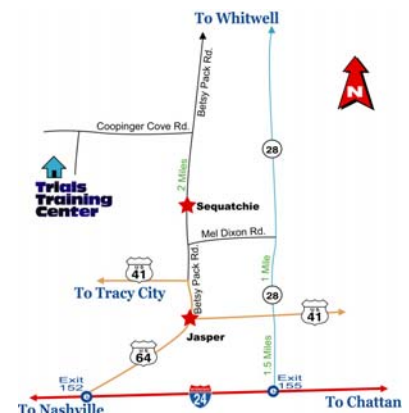 To Whitwell
Betsy Pack Rd.
N
Coopinger Cove Rd.
28
Trials
Training
Center
2 Miles
Sequatchie
Mel Dixon Rd.
U S
41
To Tracy City
Betsy Pack Rd.
1 Mile
28
U S
41
Jasper
U S
64
1.5 Miles
Exit
152
Exit
155
24
To Nashville
To Chattan